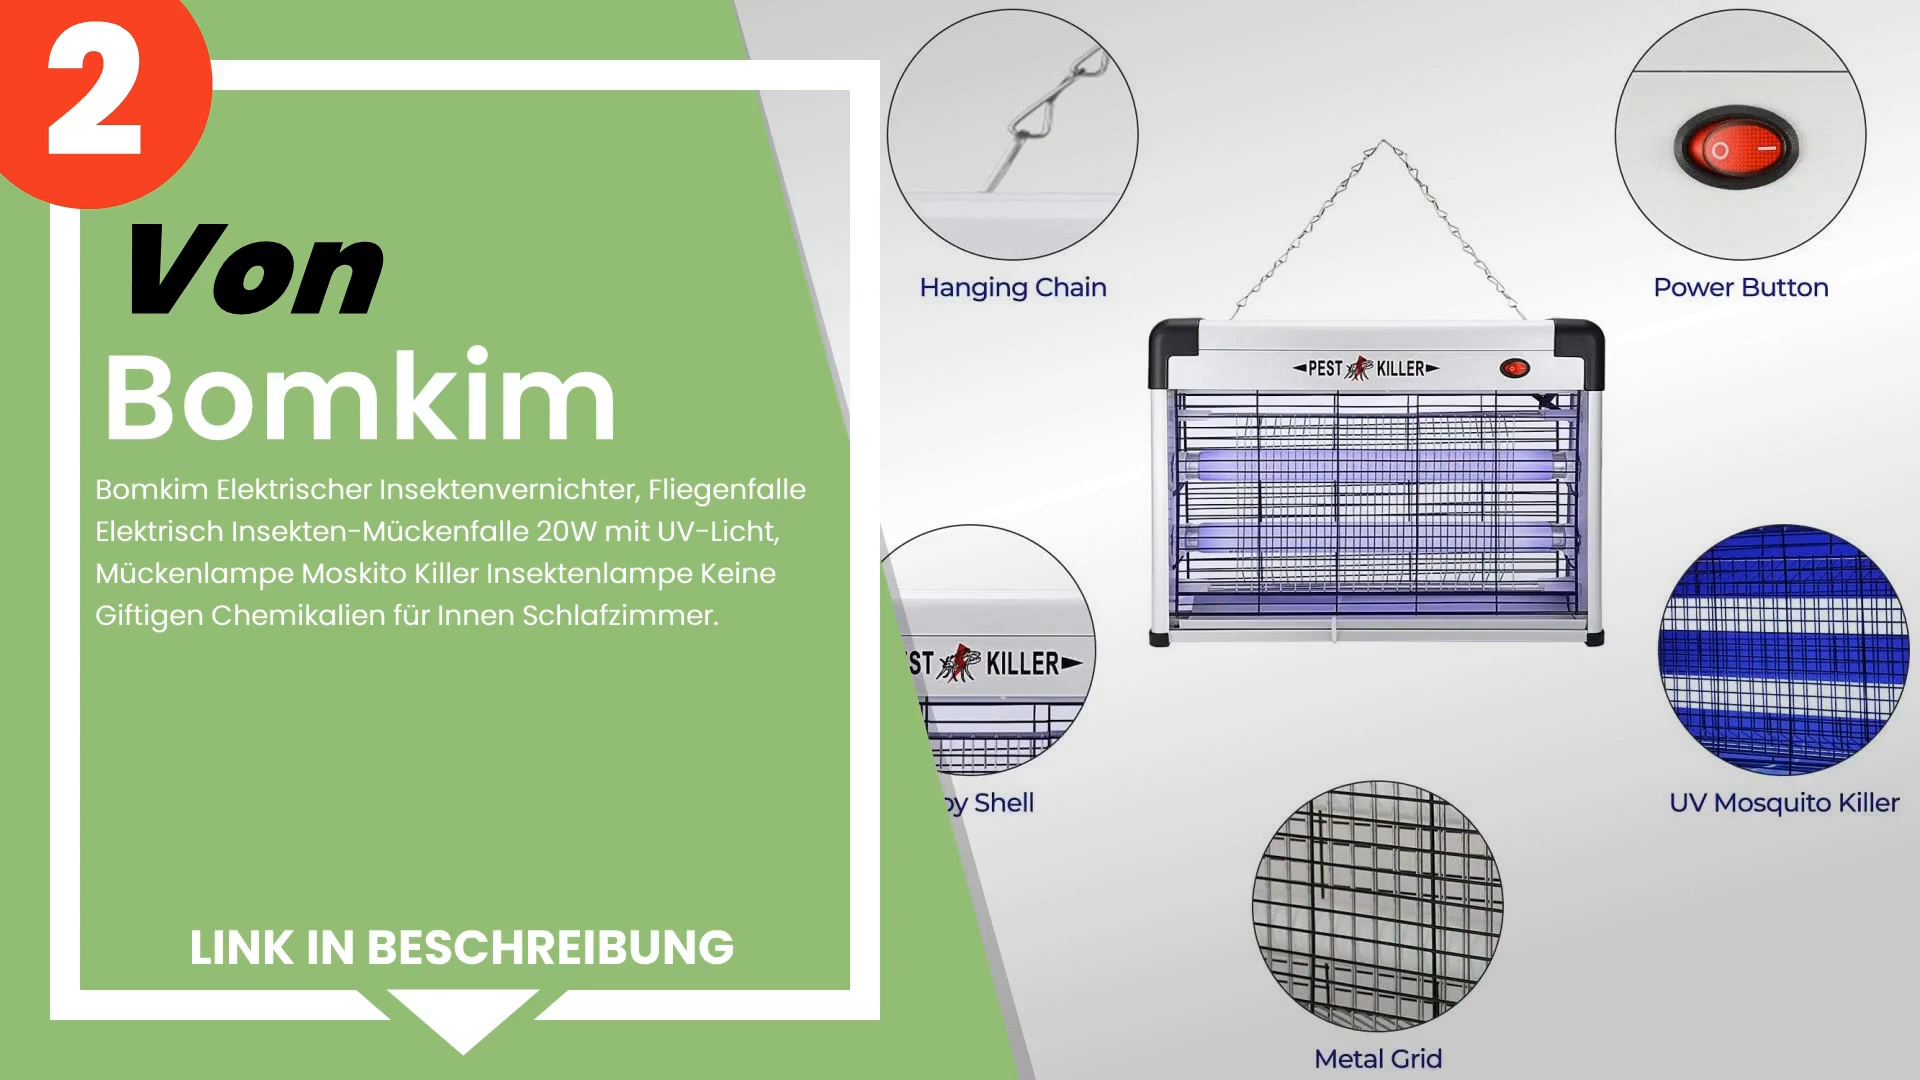 2
Von
Bomkim
Bomkim Elektrischer Insektenvernichter, Fliegenfalle
Elektrisch Insekten-Mückenfalle 20W mit UV-Licht,
Mückenlampe Moskito Killer Insektenlampe Keine
Giftigen Chemikalien für Innen Schlafzimmer.
LINK IN BESCHREIBUNG
Hanging Chain
Power Button
PEST KILLER
KILLER
Shell
UV Mosquito Killer
Metal Grid